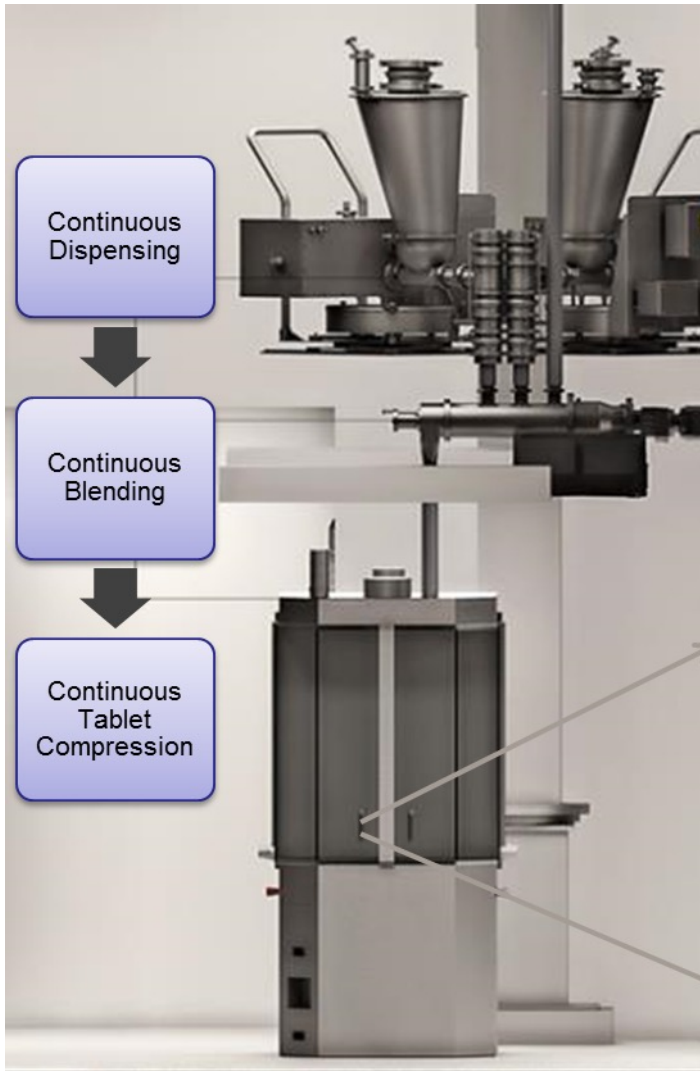 Continuous
Dispensing
Continuous
Blending
Continuous
Tablet
Compression